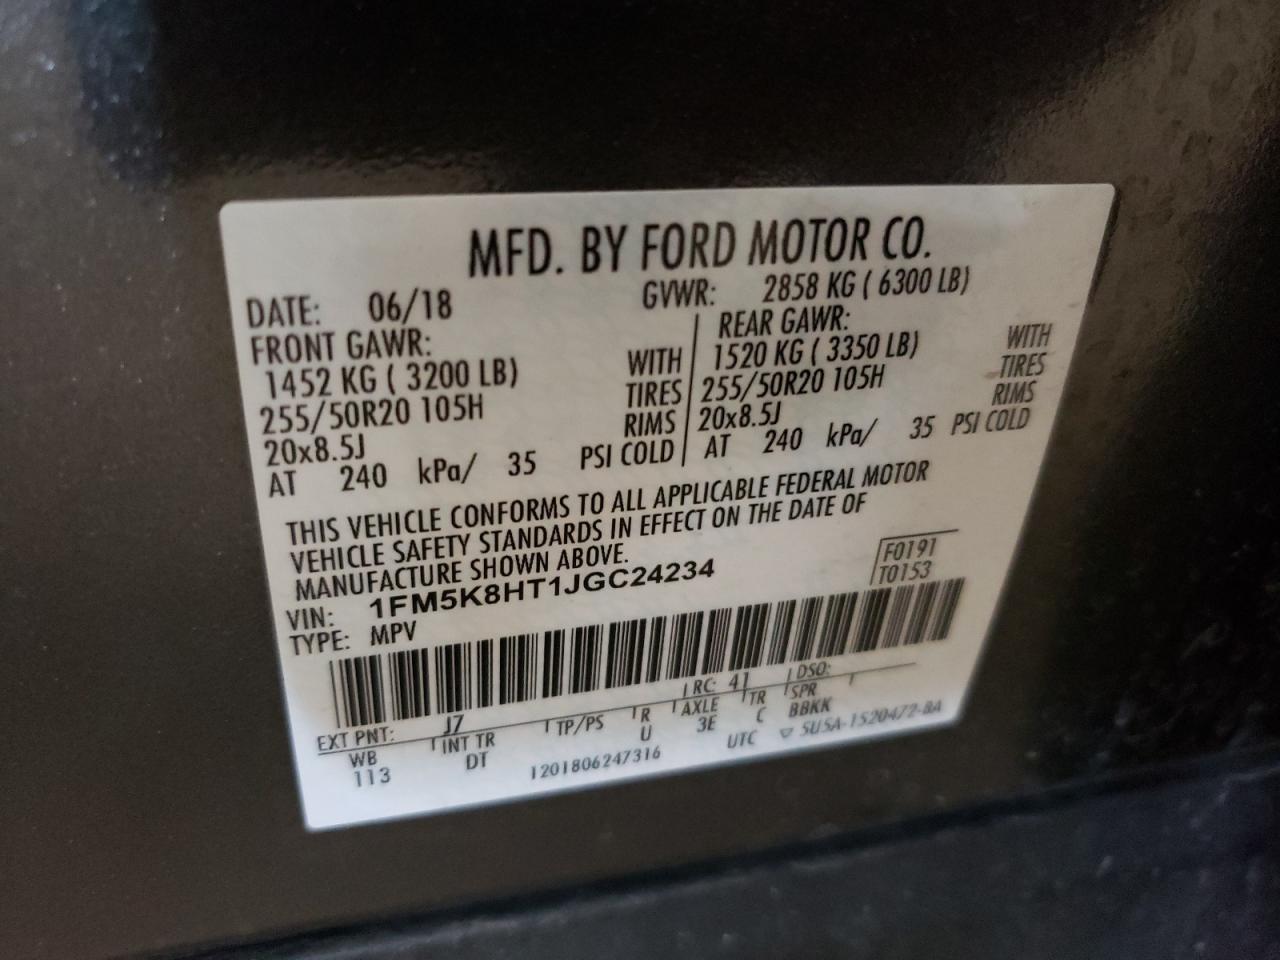 MFD. BY FORD MOTOR CO.
DATE: 06/18 GVWR: 2858 KG ( 6300 LB)
FRONT GAWR: REAR GAWR:
1452 KG ( 3200 LB) WITH 1520 KG ( 3350 LB) WITH
255/50R20 105H TIRES 255/50R20 105H TIRES
20x8.5J RIMS 20x8.5J RIMS
AT 240 kPa/ 35 PSI COLD AT 240 kPa/ 35 PSI COLD
THIS VEHICLE CONFORMS TO ALL APPLICABLE FEDERAL MOTOR
VEHICLE SAFETY STANDARDS IN EFFECT ON THE DATE OF
MANUFACTURE SHOWN ABOVE.
F0191
VIN: 1FM5K8HT1JGC24234 T0153
TYPE: MPV
EXT PNT: J7 RC: 41 DSO:
WB INT TR TP/PS R AXLE TR SPR
113 DT U 3E C BBKK
1201806247316 UTC ▽ 5U5A-1520472-BA